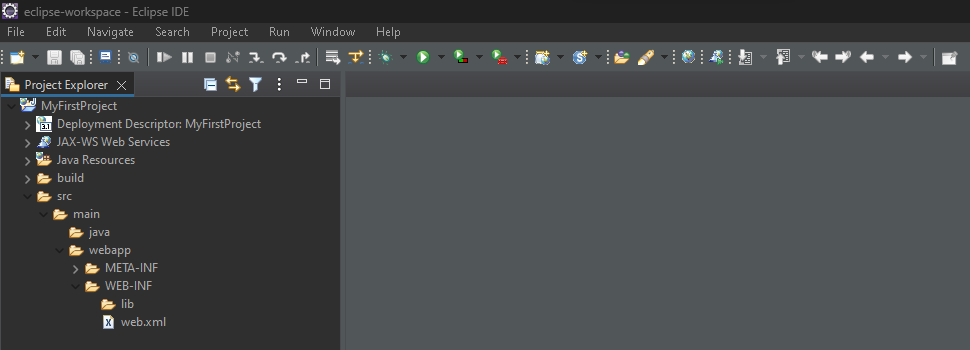 eclipse-workspace - Eclipse IDE
File Edit Navigate Search Project Run Window Help
Project Explorer
MyFirstProject
Deployment Descriptor: MyFirstProject
JAX-WS Web Services
Java Resources
build
src
main
java
webapp
META-INF
WEB-INF
lib
web.xml